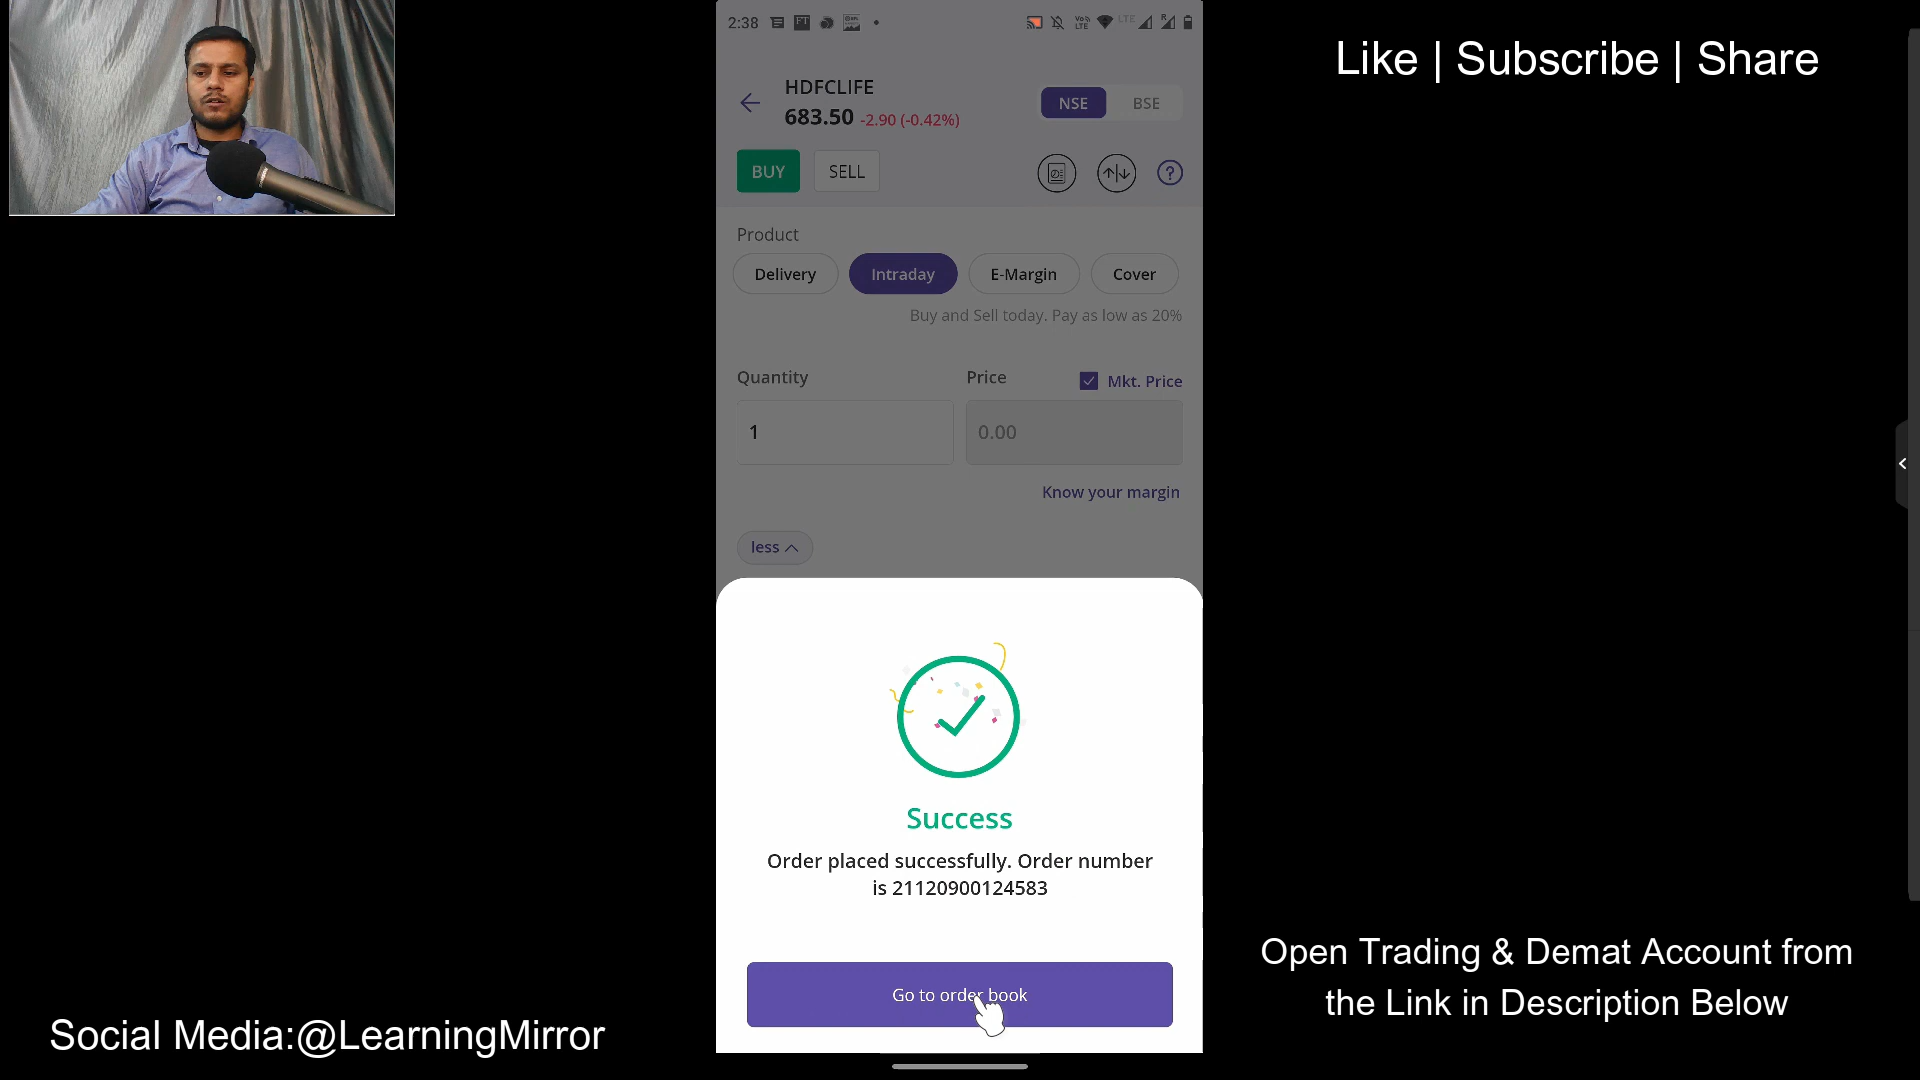 Like | Subscribe | Share
2:38
HDFCLIFE
683.50 -2.90 (-0.42%)
NSE BSE
BUY SELL
Product
Delivery Intraday E-Margin Cover
Buy and Sell today. Pay as low as 20%
Quantity Price Mkt. Price
1 0.00
Know your margin
less
Success
Order placed successfully. Order number
is 21120900124583
Go to order book
Open Trading & Demat Account from
the Link in Description Below
Social Media:@LearningMirror